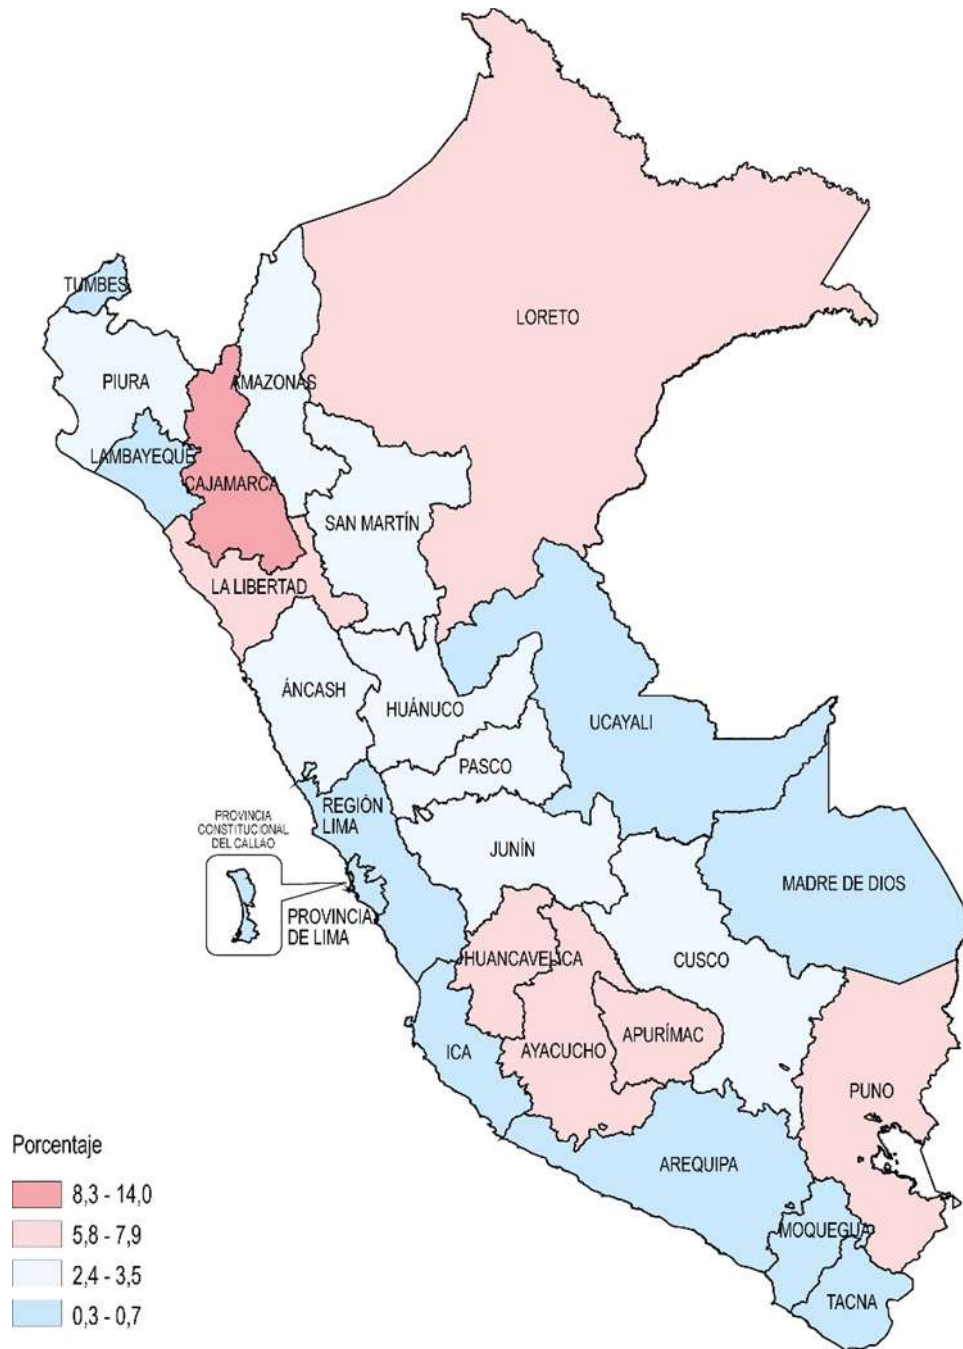 TUMBES
LORETO
PIURA
AMAZONAS
LAMBAYEQUE
CAJAMARCA
SAN MARTÍN
LA LIBERTAD
ÁNCASH
HUÁNUCO
UCAYALI
PASCO
REGIÓN
LIMA
PROVINCIA
CONSTITUCIONAL
DEL CALLAO
JUNÍN
MADRE DE DIOS
PROVINCIA
DE LIMA
HUANCAVELICA
CUSCO
ICA
AYACUCHO
APURÍMAC
PUNO
AREQUIPA
MOQUEGUA
TACNA
Porcentaje
8,3 - 14,0
5,8 - 7,9
2,4 - 3,5
0,3 - 0,7